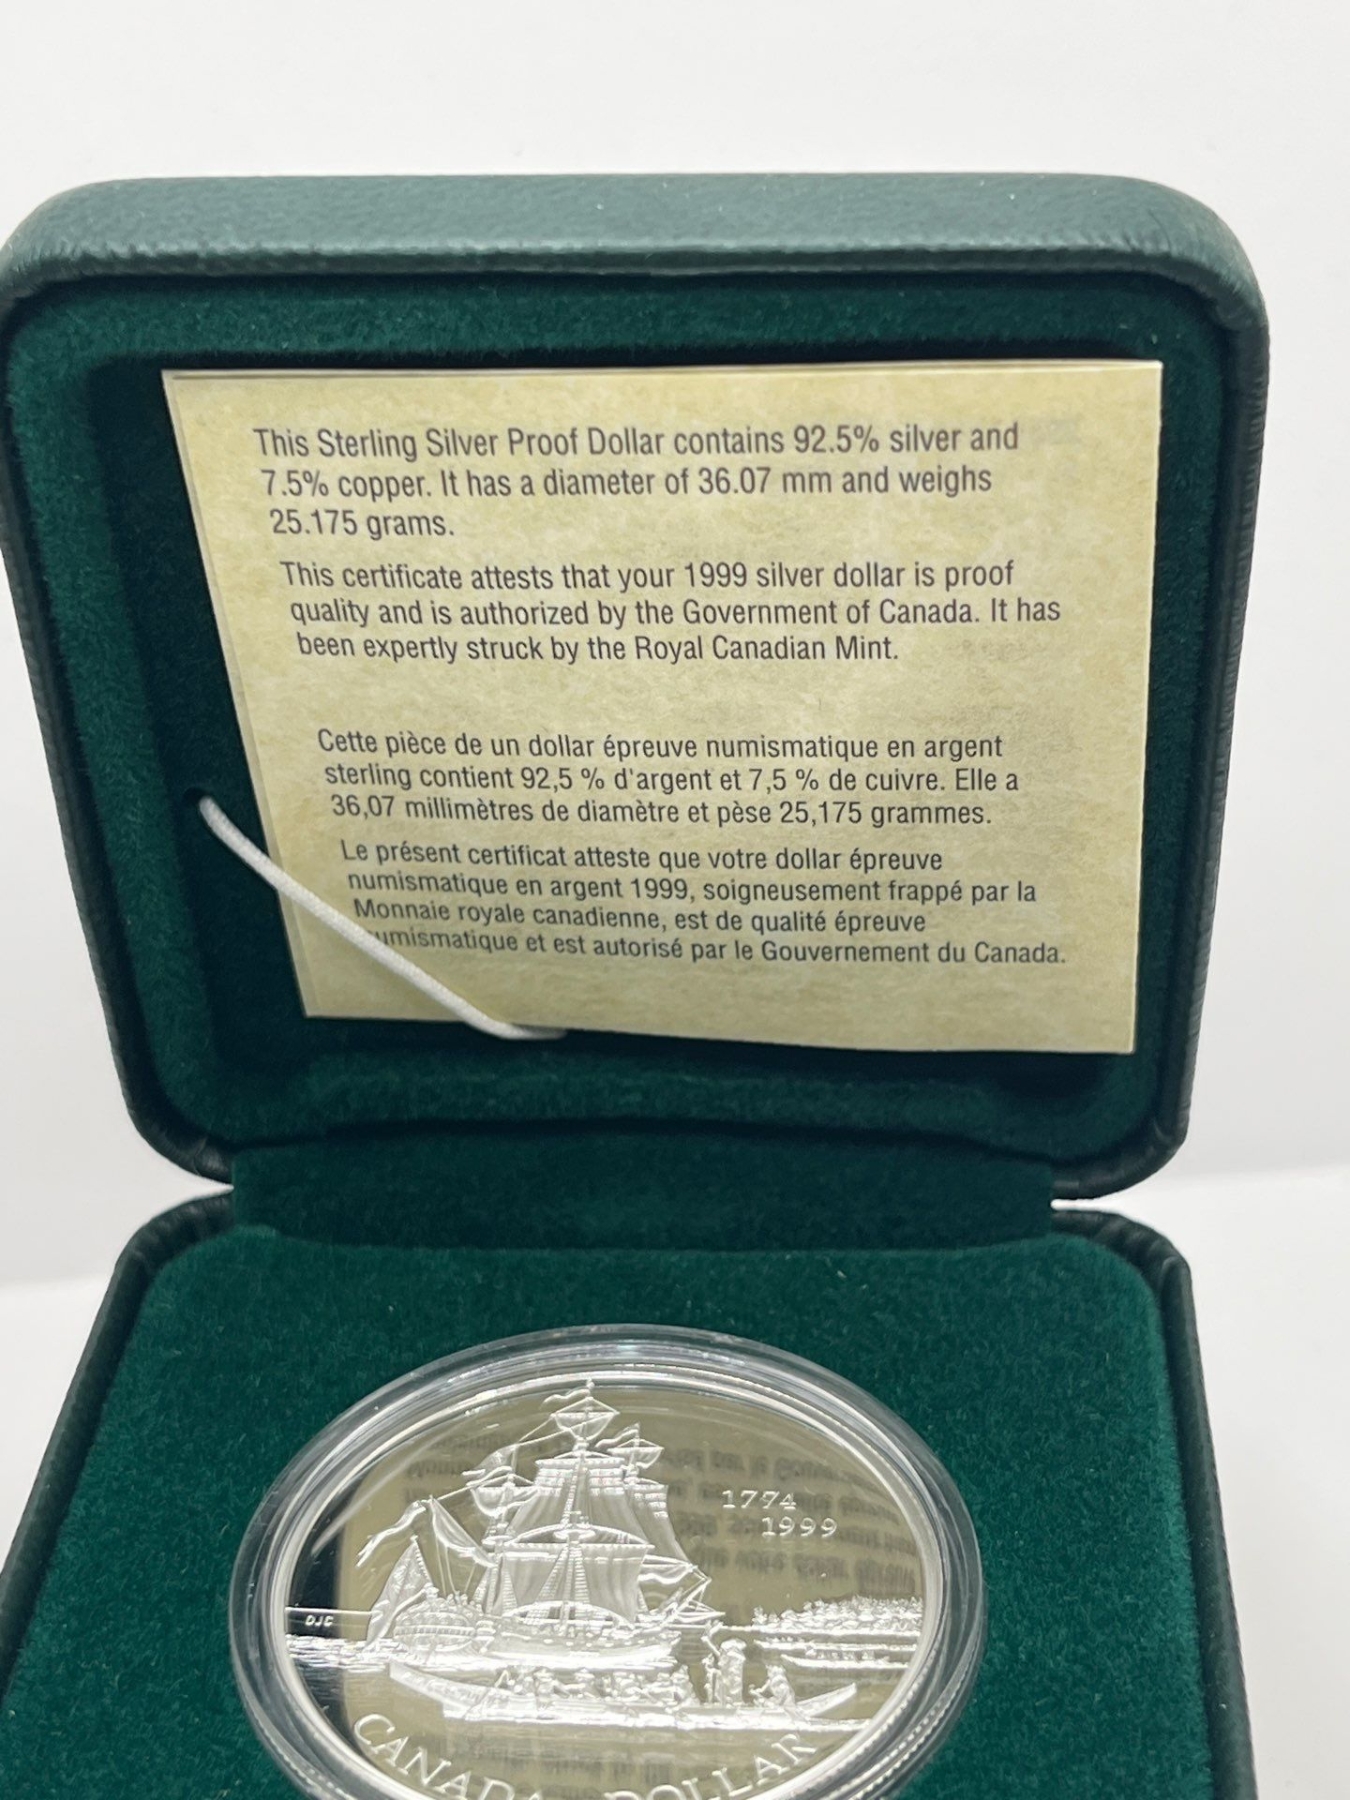 This Sterling Silver Proof Dollar contains 92.5% silver and
7.5% copper. It has a diameter of 36.07 mm and weighs
25.175 grams.
This certificate attests that your 1999 silver dollar is proof
quality and is authorized by the Government of Canada. It has
been expertly struck by the Royal Canadian Mint.
Cette pièce de un dollar épreuve numismatique en argent
sterling contient 92,5 % d'argent et 7,5 % de cuivre. Elle a
36,07 millimètres de diamètre et pèse 25,175 grammes.
Le présent certificat atteste que votre dollar épreuve
numismatique en argent 1999, soigneusement frappé par la
Monnaie royale canadienne, est de qualité épreuve
numismatique et est autorisé par le Gouvernement du Canada.
1774
1999
DJC
CANADA DOLLAR